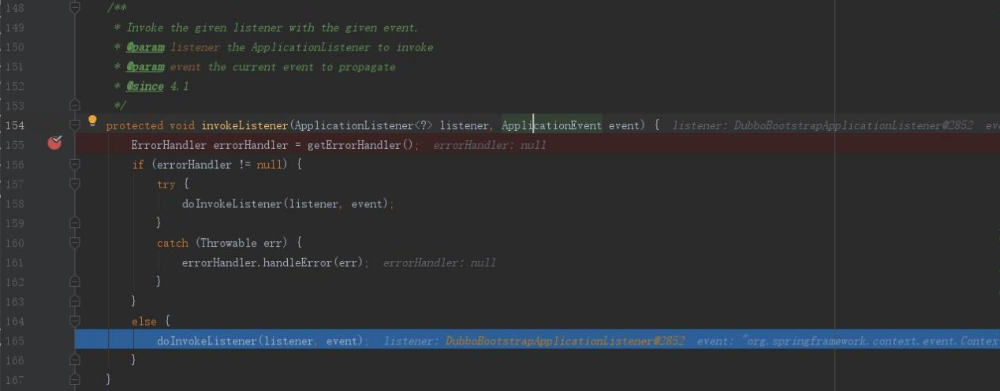 148 /**
149 * Invoke the given listener with the given event.
150 * @param listener the ApplicationListener to invoke
151 * @param event the current event to propagate
152 * @since 4.1
153 */
154 protected void invokeListener(ApplicationListener<?> listener, ApplicationEvent event) { listener: DubboBootstrapApplicationListener@2852 eve
155 ErrorHandler errorHandler = getErrorHandler(); errorHandler: null
156 if (errorHandler != null) {
157 try {
158 doInvokeListener(listener, event);
159 }
160 catch (Throwable err) {
161 errorHandler.handleError(err); errorHandler: null
162 }
163 }
164 else {
165 doInvokeListener(listener, event); listener: DubboBootstrapApplicationListener@2852 event: "org.springframework.context.event.Contex
166 }
167 }